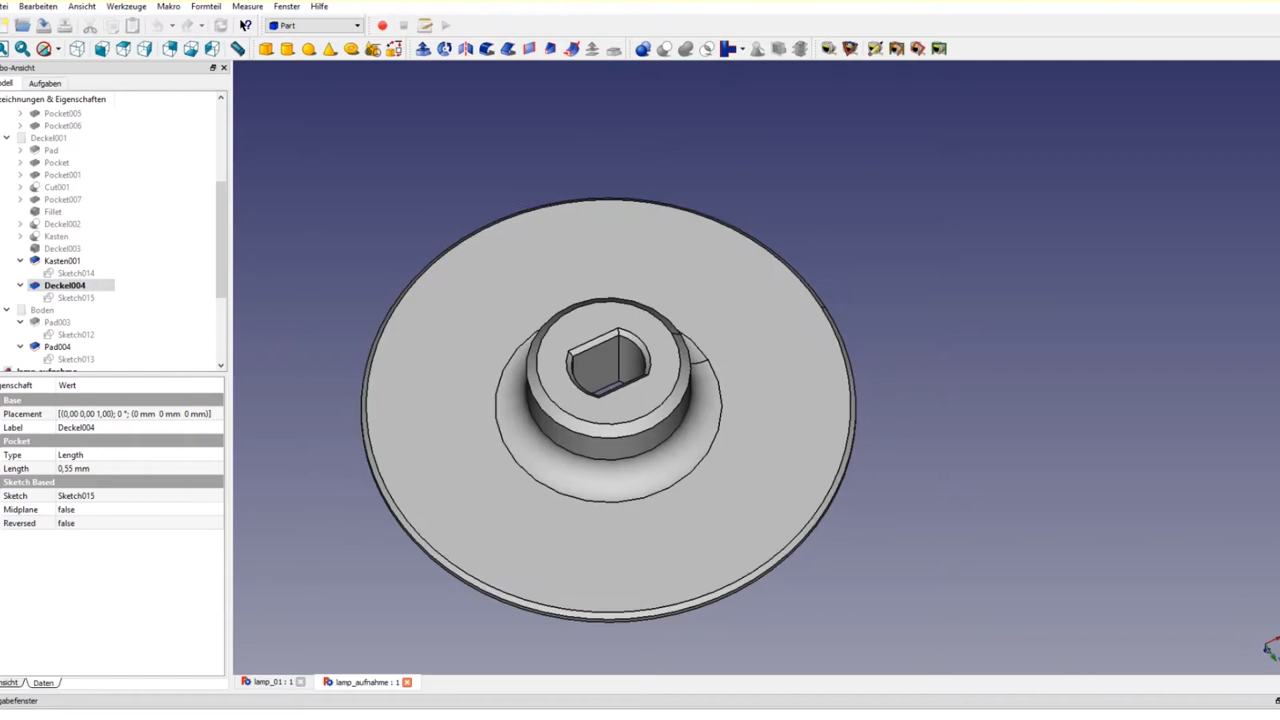 tei Bearbeiten Ansicht Werkzeuge Makro Formteil Measure Fenster Hilfe
Part
bo-Ansicht
dell Aufgaben
zeichnungen & Eigenschaften
Pocket005
Pocket006
Deckel001
Pad
Pocket
Pocket001
Cut001
Pocket007
Fillet
Deckel002
Kasten
Deckel003
Kasten001
Sketch14
Deckel004
Sketch015
Boden
Pad003
Sketch012
Pad004
Sketch013
lamp_aufnahme
genschaft Wert
Base
Placement [(0,00 0,00 1,00); 0 °; (0 mm 0 mm 0 mm)]
Label Deckel004
Pocket
Type Length
Length 0,55 mm
Sketch Based
Sketch Sketch015
Midplane false
Reversed false
nsicht Daten
lamp_01 : 1 lamp_aufnahme : 1
gabefenster